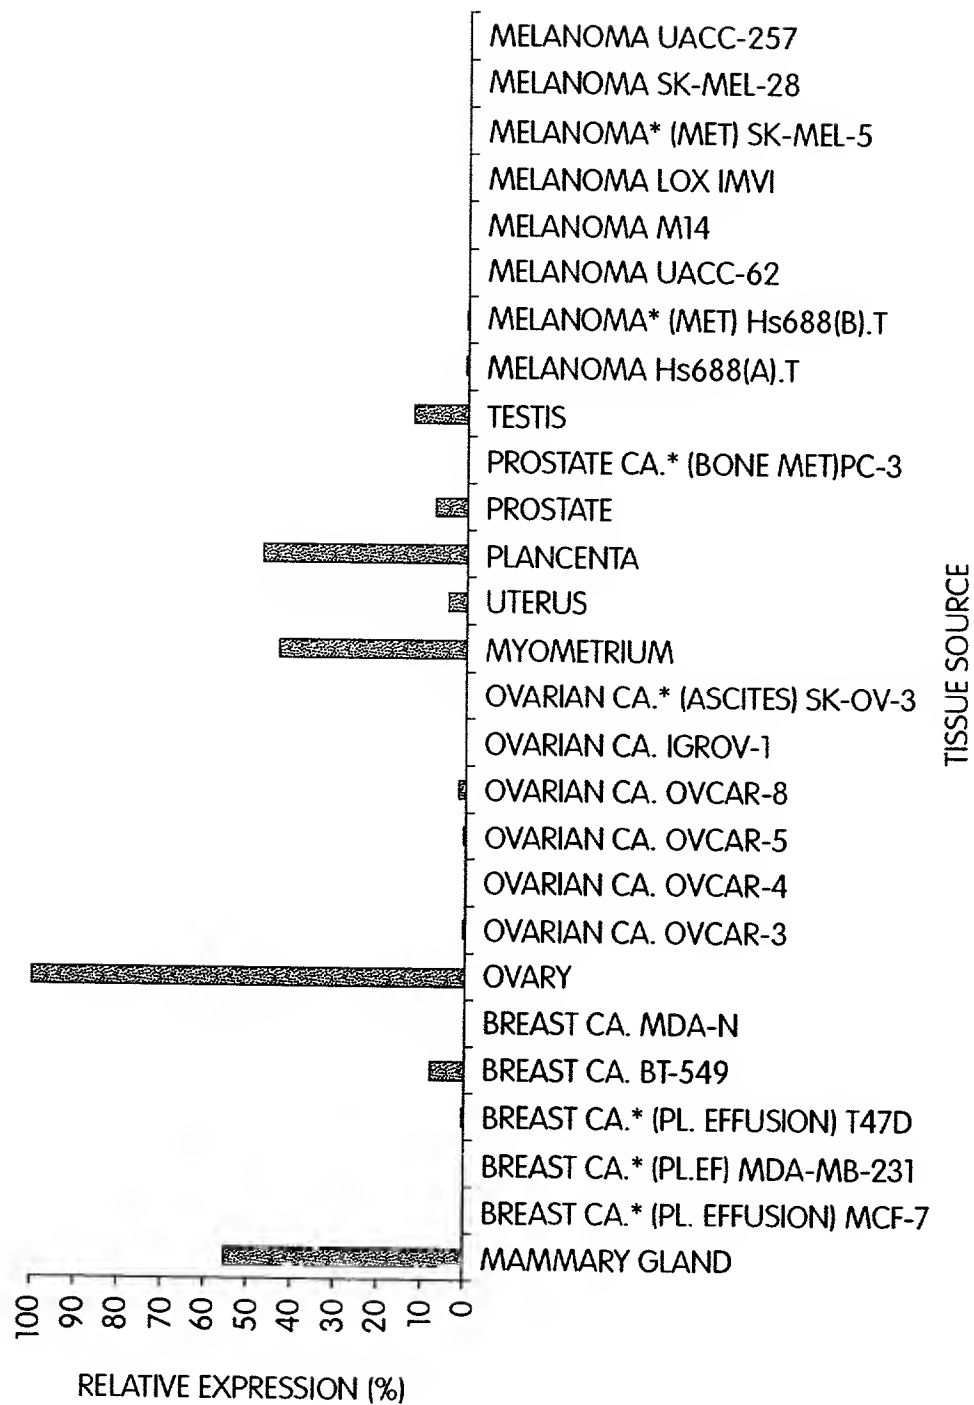 MELANOMA UACC-257
MELANOMA SK-MEL-28
MELANOMA* (MET) SK-MEL-5
MELANOMA LOX IMVI
MELANOMA M14
MELANOMA UACC-62
MELANOMA* (MET) Hs688(B).T
MELANOMA Hs688(A).T
TESTIS
PROSTATE CA.* (BONE MET)PC-3
PROSTATE
PLANCENTA
UTERUS
MYOMETRIUM
OVARIAN CA.* (ASCITES) SK-OV-3
OVARIAN CA. IGROV-1
OVARIAN CA. OVCAR-8
OVARIAN CA. OVCAR-5
OVARIAN CA. OVCAR-4
OVARIAN CA. OVCAR-3
OVARY
BREAST CA. MDA-N
BREAST CA. BT-549
BREAST CA.* (PL. EFFUSION) T47D
BREAST CA.* (PL.EF) MDA-MB-231
BREAST CA.* (PL. EFFUSION) MCF-7
MAMMARY GLAND
TISSUE SOURCE
100 90 80 70 60 50 40 30 20 10 0
RELATIVE EXPRESSION (%)